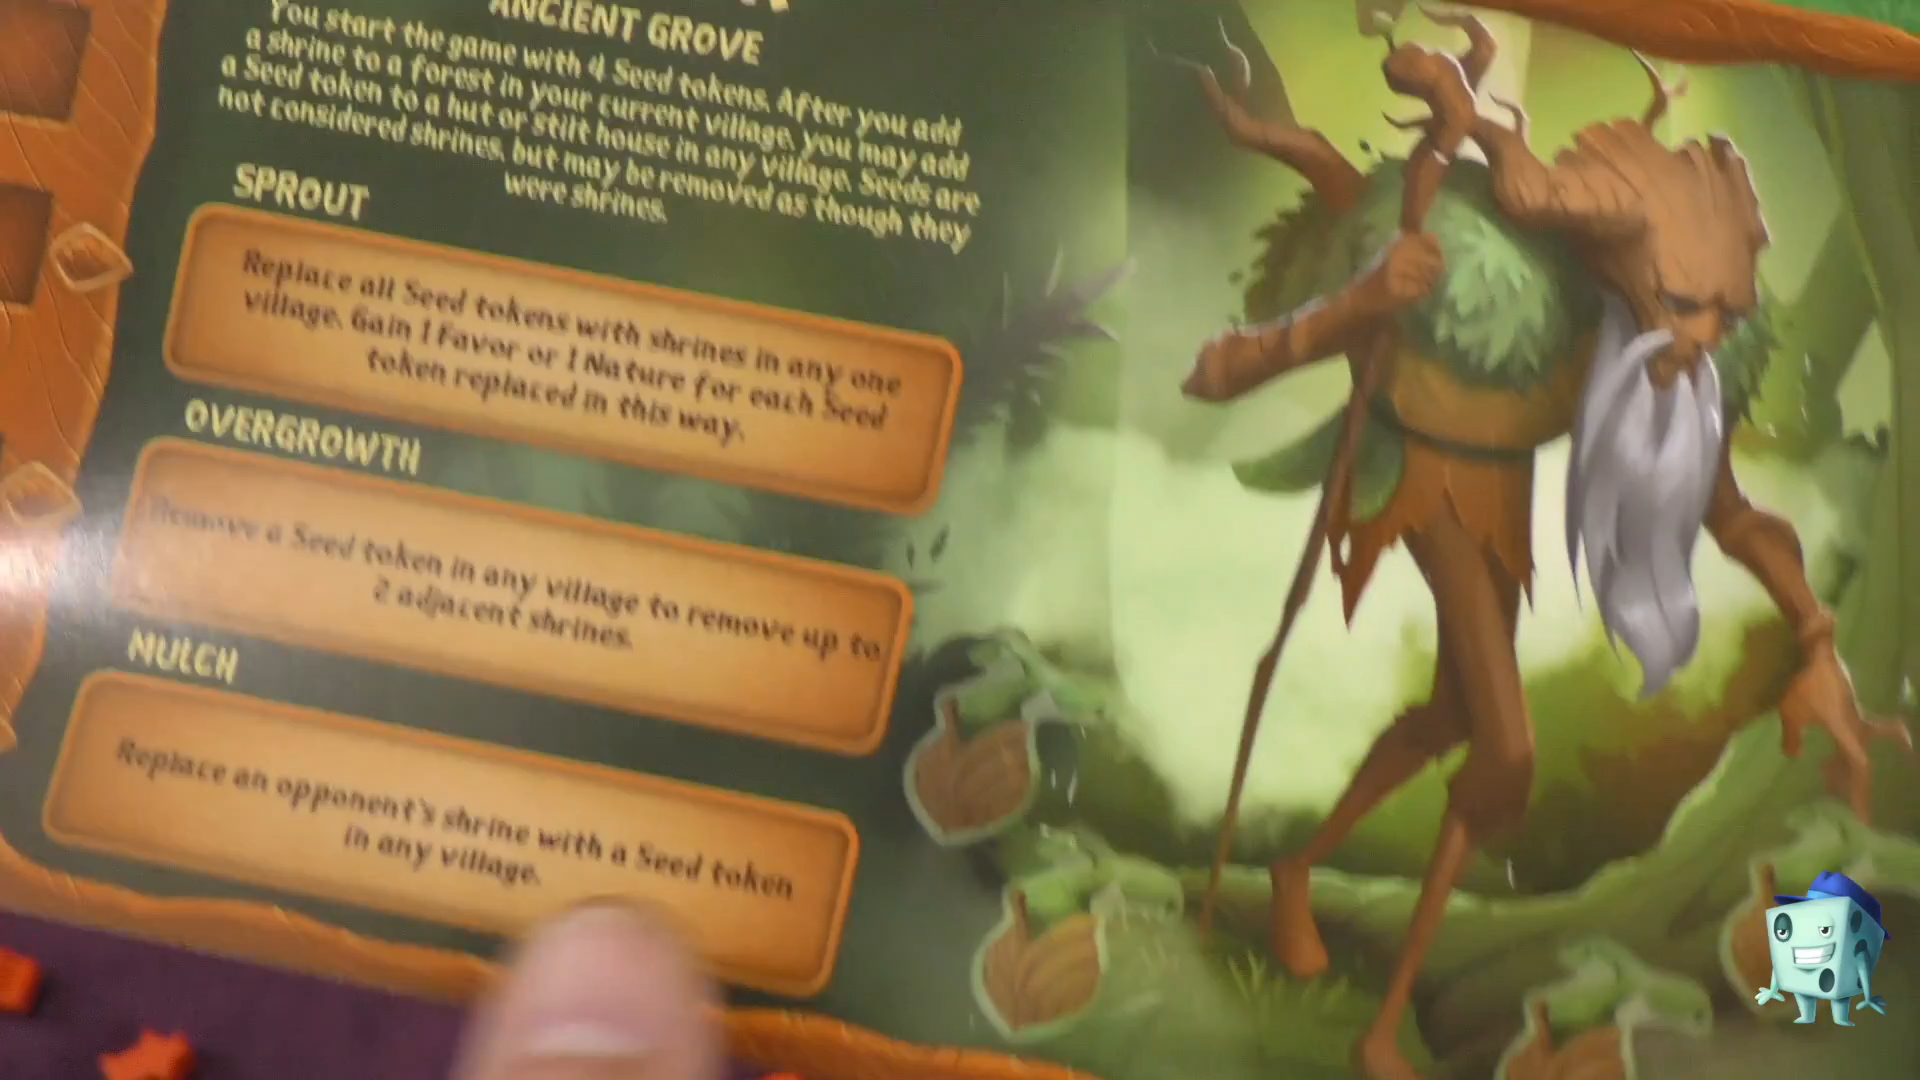 ANCIENT GROVE
You start the game with 4 Seed tokens. After you add
a shrine to a forest in your current village, you may add
a Seed token to a hut or stilt house in any village. Seeds are
not considered shrines, but may be removed as though they
were shrines.
SPROUT
Replace all Seed tokens with shrines in any one
village. Gain 1 Favor or 1 Nature for each Seed
token replaced in this way.
OVERGROWTH
Remove a Seed token in any village to remove up to
2 adjacent shrines.
MULCH
Replace an opponent's shrine with a Seed token
in any village.